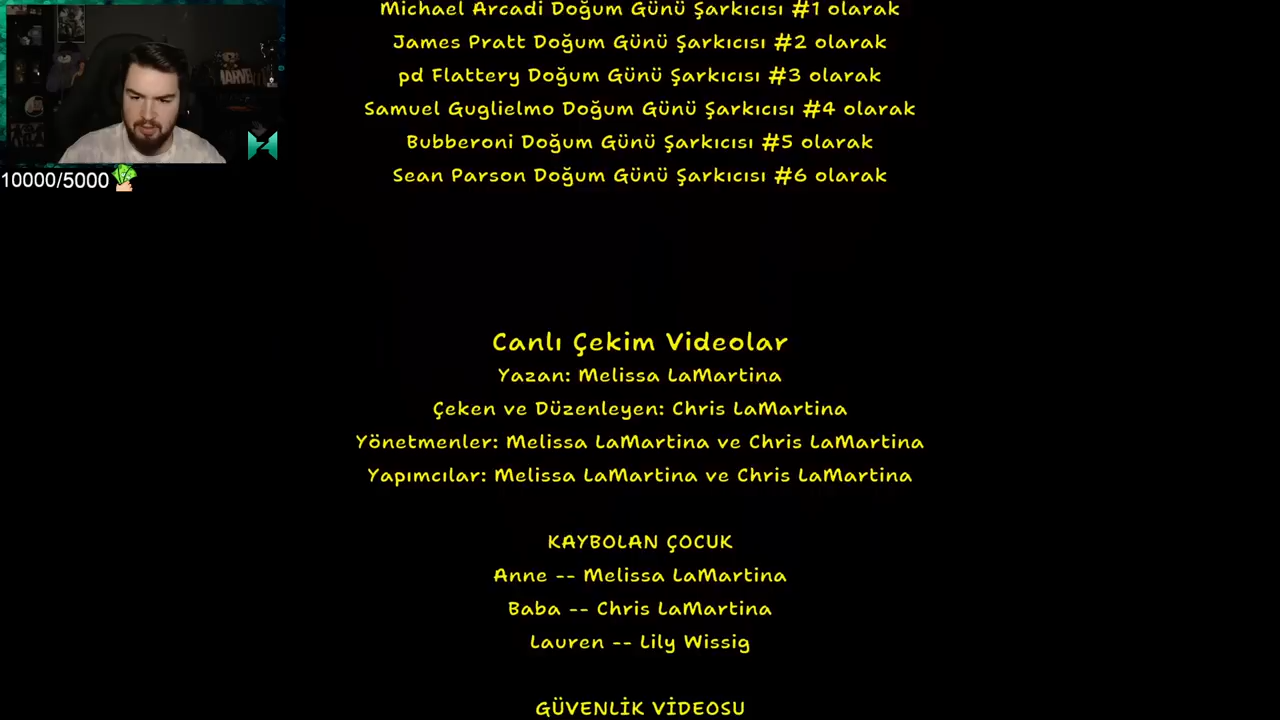 Michael Arcadi Doğum Günü Şarkıcısı #1 olarak
James Pratt Doğum Günü Şarkıcısı #2 olarak
pd Flattery Doğum Günü Şarkıcısı #3 olarak
Samuel Guglielmo Doğum Günü Şarkıcısı #4 olarak
Bubberoni Doğum Günü Şarkıcısı #5 olarak
Sean Parson Doğum Günü Şarkıcısı #6 olarak
10000/5000
Canlı Çekim Videolar
Yazan: Melissa LaMartina
Çeken ve Düzenleyen: Chris LaMartina
Yönetmenler: Melissa LaMartina ve Chris LaMartina
Yapımcılar: Melissa LaMartina ve Chris LaMartina
KAYBOLAN ÇOCUK
Anne -- Melissa LaMartina
Baba -- Chris LaMartina
Lauren -- Lily Wissig
GÜVENLİK VİDEOSU